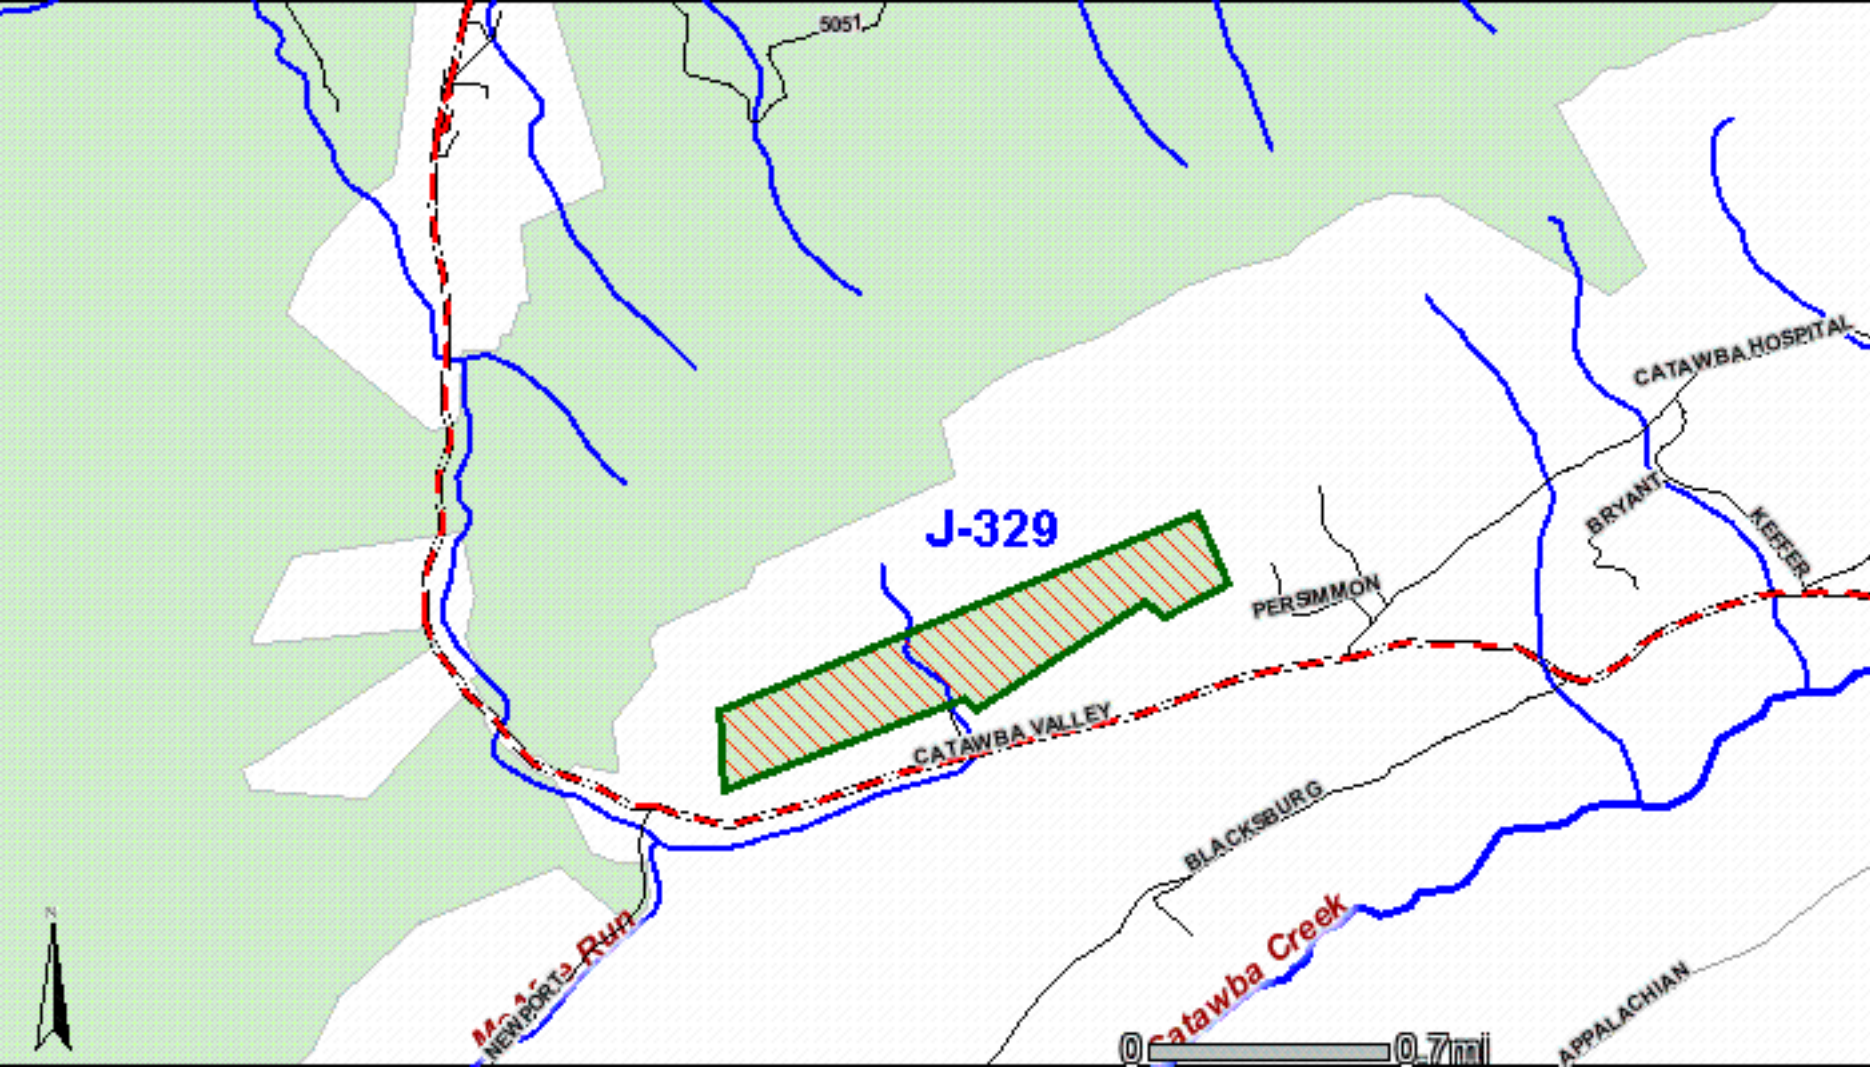 5051
CATAWBA HOSPITAL
J-329
BRYANT
KEFFER
PERSIMMON
CATAWBA VALLEY
BLACKSBURG
Catawba Creek
Run
NEWPORT
N
APPALACHIAN
0 0.7mi